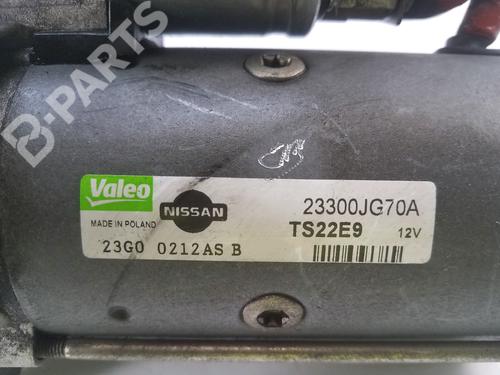 B-PARTS
Valeo
MADE IN POLAND
NISSAN
23300JG70A
TS22E9 12V
23G0 0212AS B